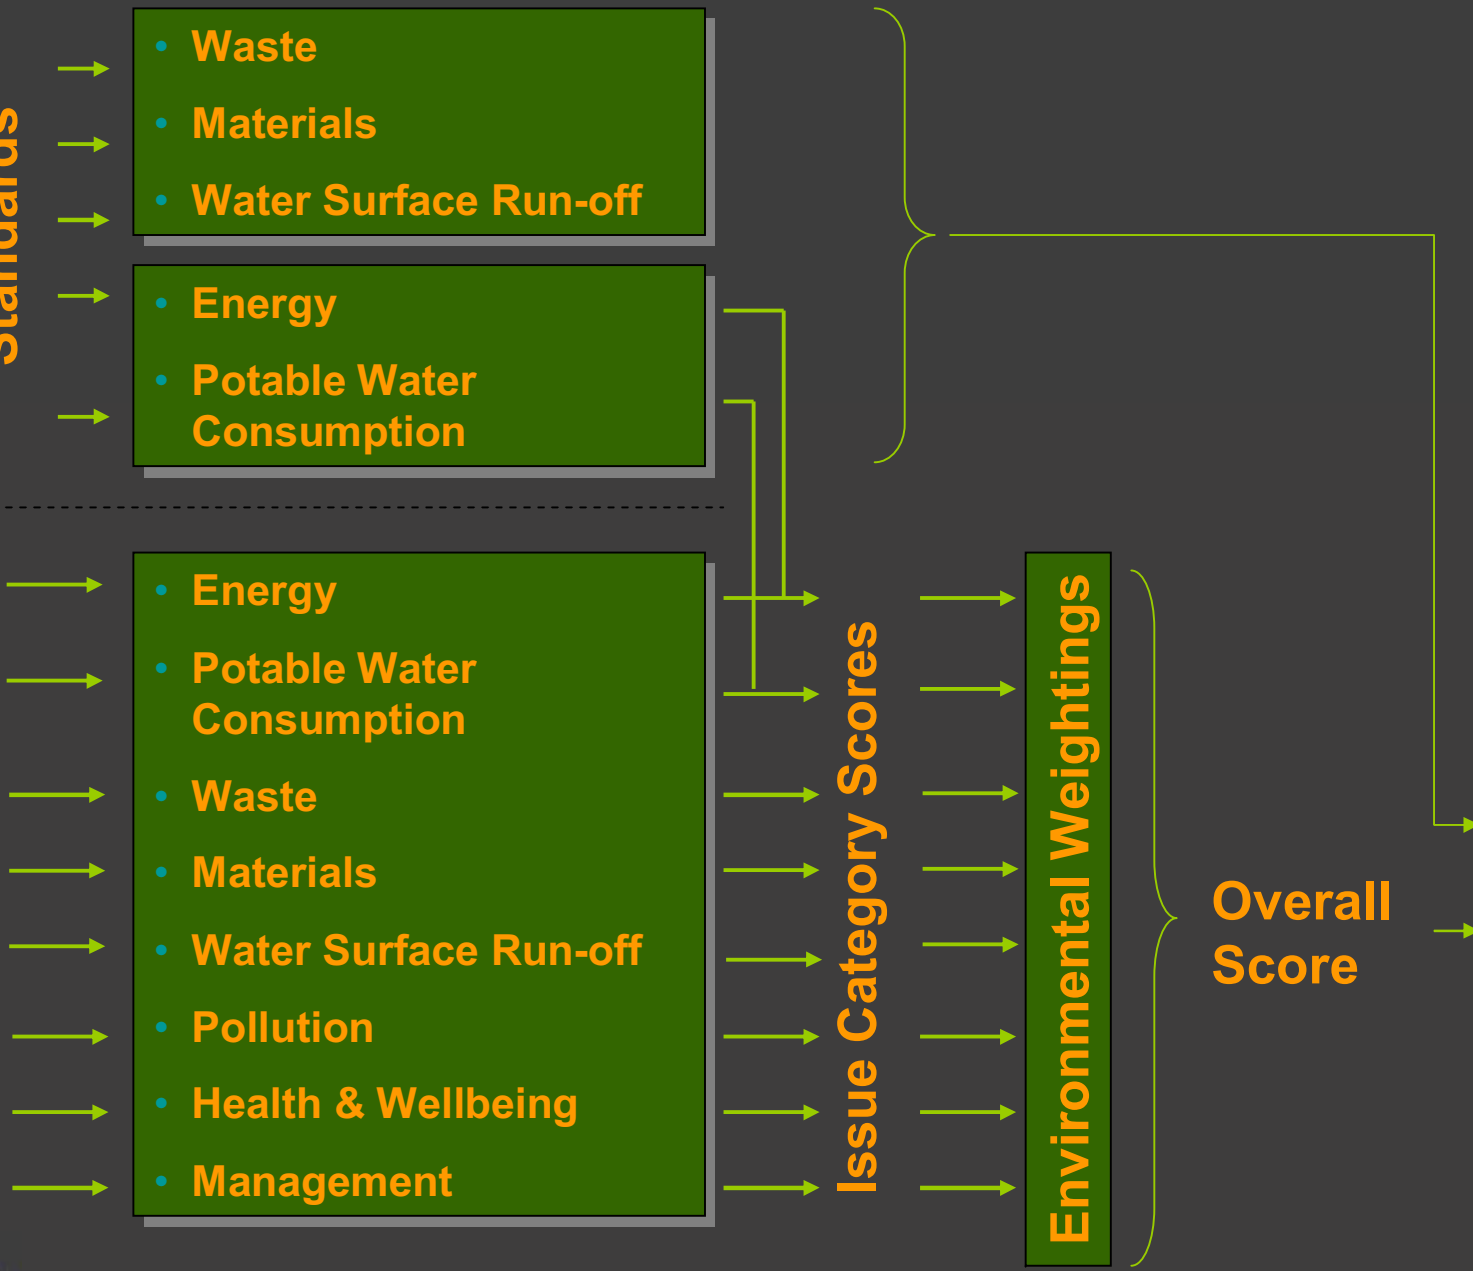 Standards
Waste
Materials
Water Surface Run-off
Energy
Potable Water
Consumption
Energy
Potable Water
Consumption
Waste
Materials
Water Surface Run-off
Pollution
Health & Wellbeing
Management
Issue Category Scores
Environmental Weightings
Overall
Score